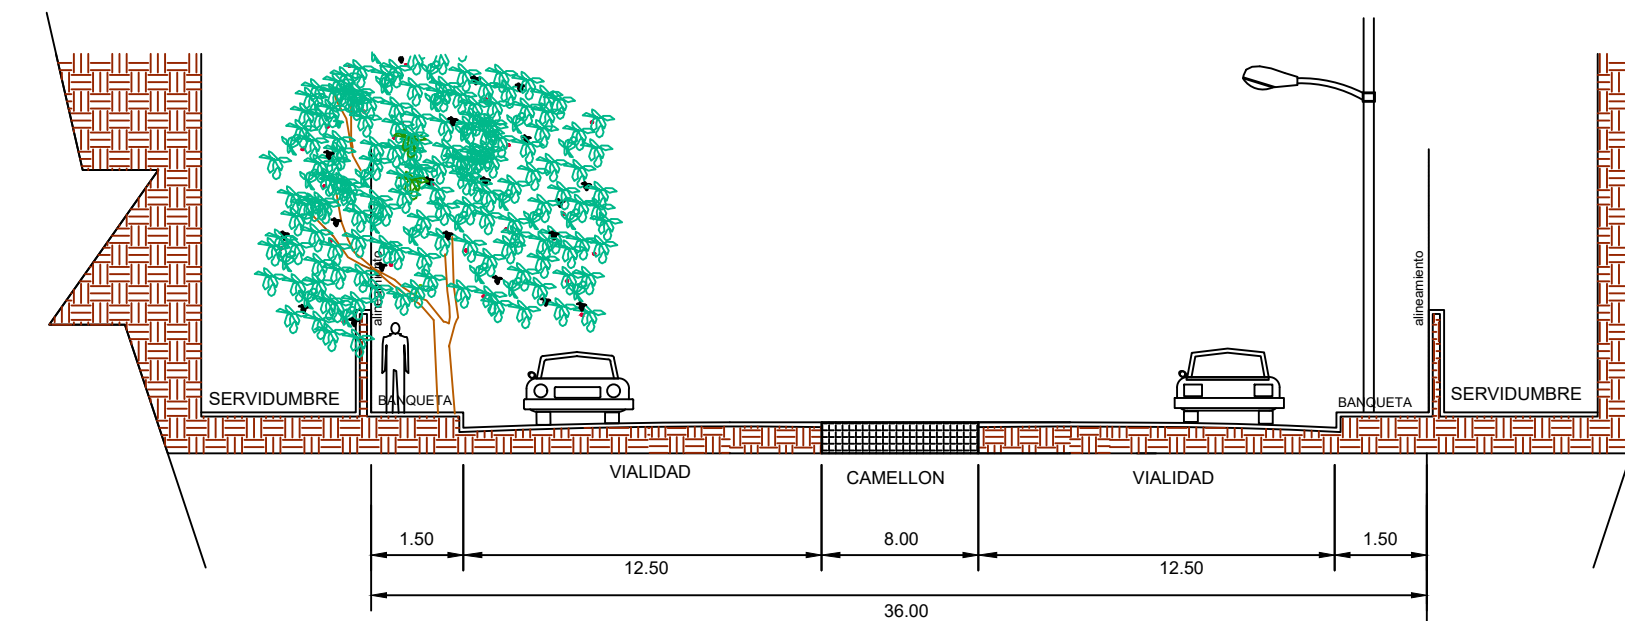 alineamiento
alineamiento
SERVIDUMBRE
BANQUETA
BANQUETA
SERVIDUMBRE
VIALIDAD
CAMELLON
VIALIDAD
1.50
12.50
8.00
12.50
1.50
36.00